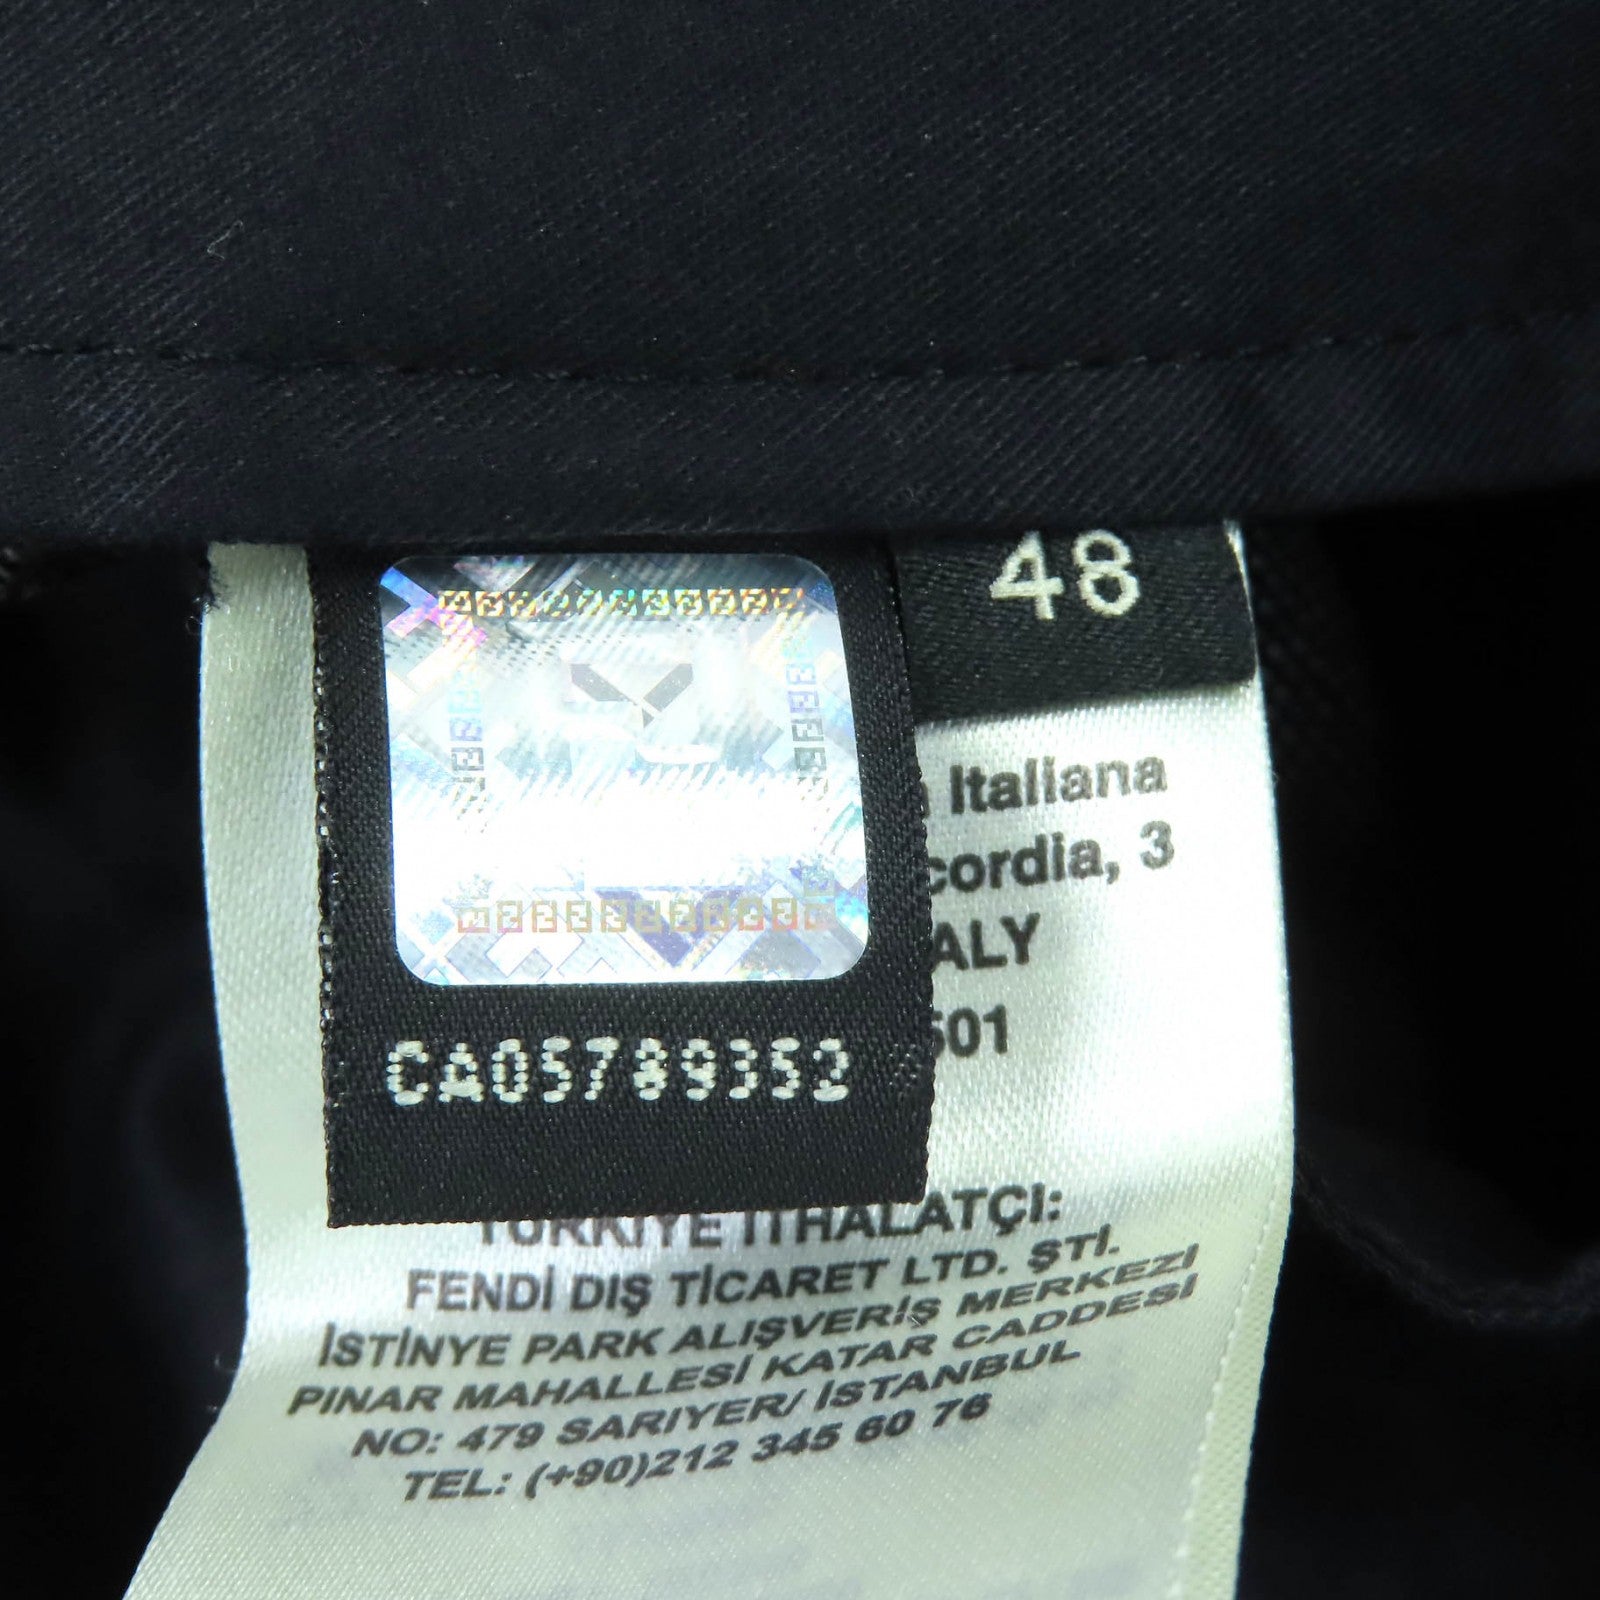 48
Italiana
cordia, 3
ALY
501
CA05789352
TÜRKİYE İTHALATÇI:
FENDİ DIŞ TİCARET LTD. ŞTİ.
İSTİNYE PARK ALIŞVERİŞ MERKEZİ
PINAR MAHALLESİ KATAR CADDESİ
NO: 479 SARIYER/ İSTANBUL
TEL: (+90)212 345 60 76